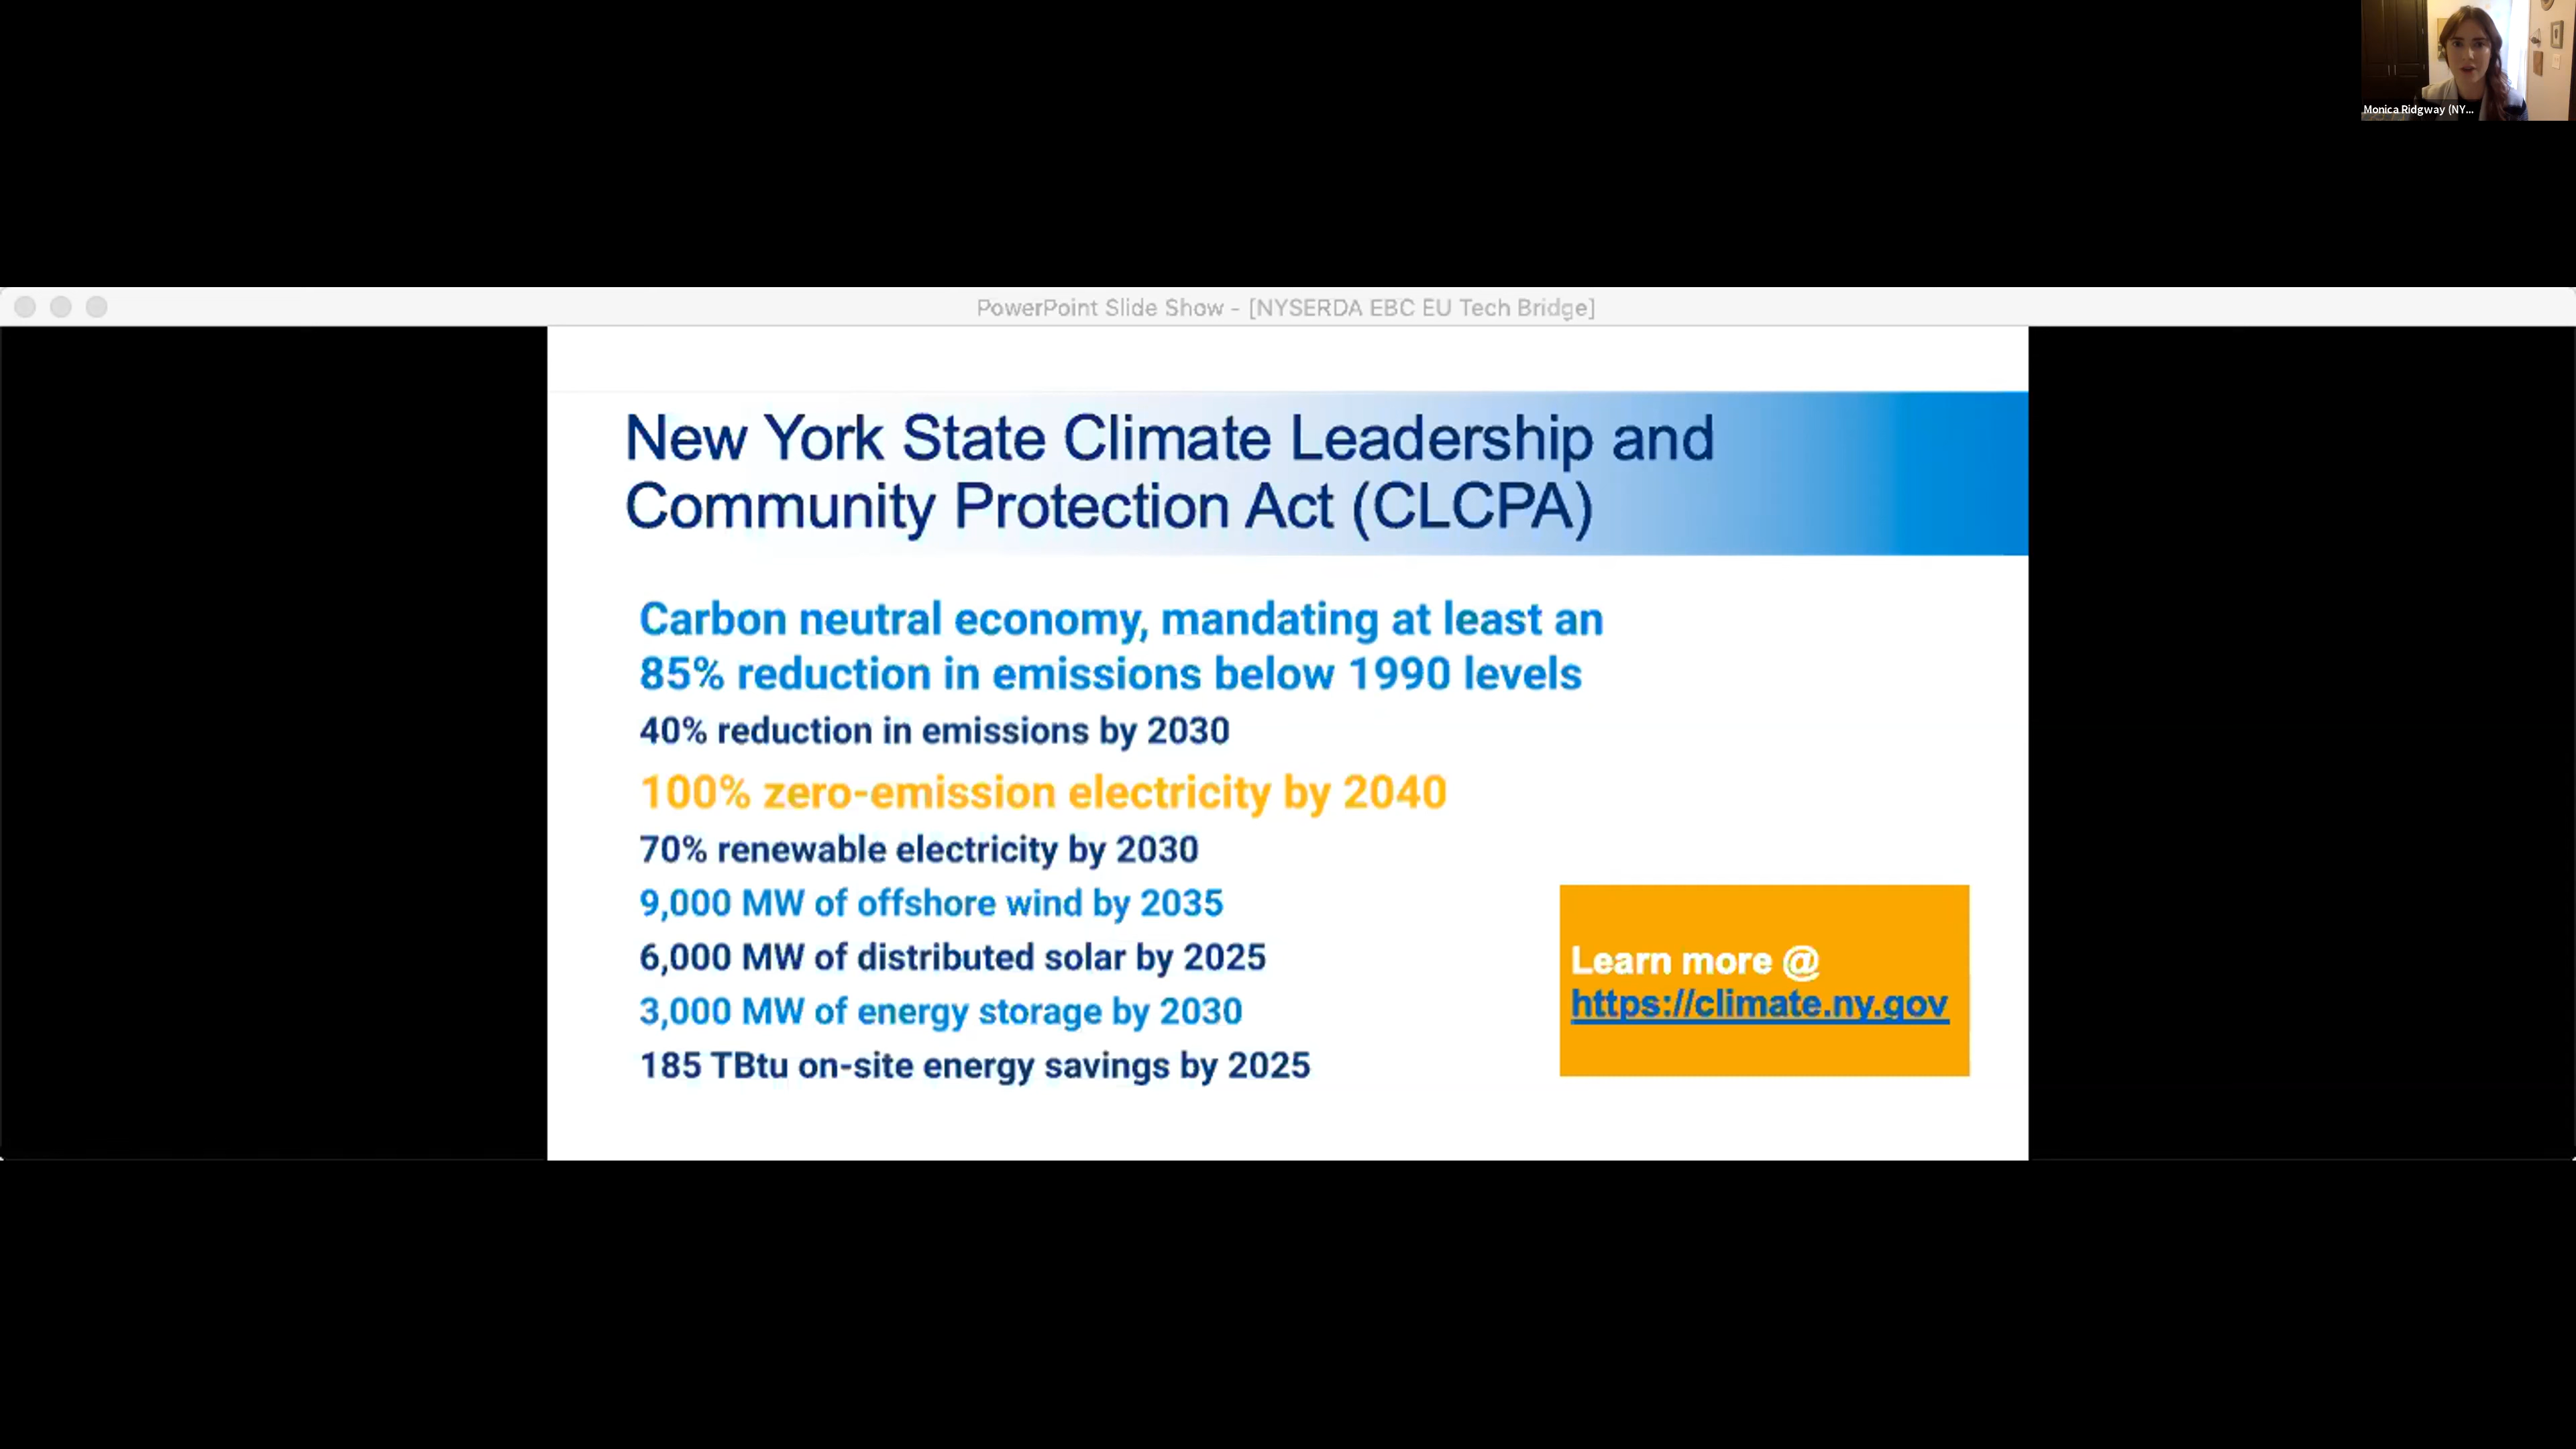 Monica Ridgway (NY...
PowerPoint Slide Show - [NYSERDA EBC EU Tech Bridge]
New York State Climate Leadership and
Community Protection Act (CLCPA)
Carbon neutral economy, mandating at least an
85% reduction in emissions below 1990 levels
40% reduction in emissions by 2030
100% zero-emission electricity by 2040
70% renewable electricity by 2030
9,000 MW of offshore wind by 2035
6,000 MW of distributed solar by 2025
3,000 MW of energy storage by 2030
185 TBtu on-site energy savings by 2025
Learn more @
https://climate.ny.gov